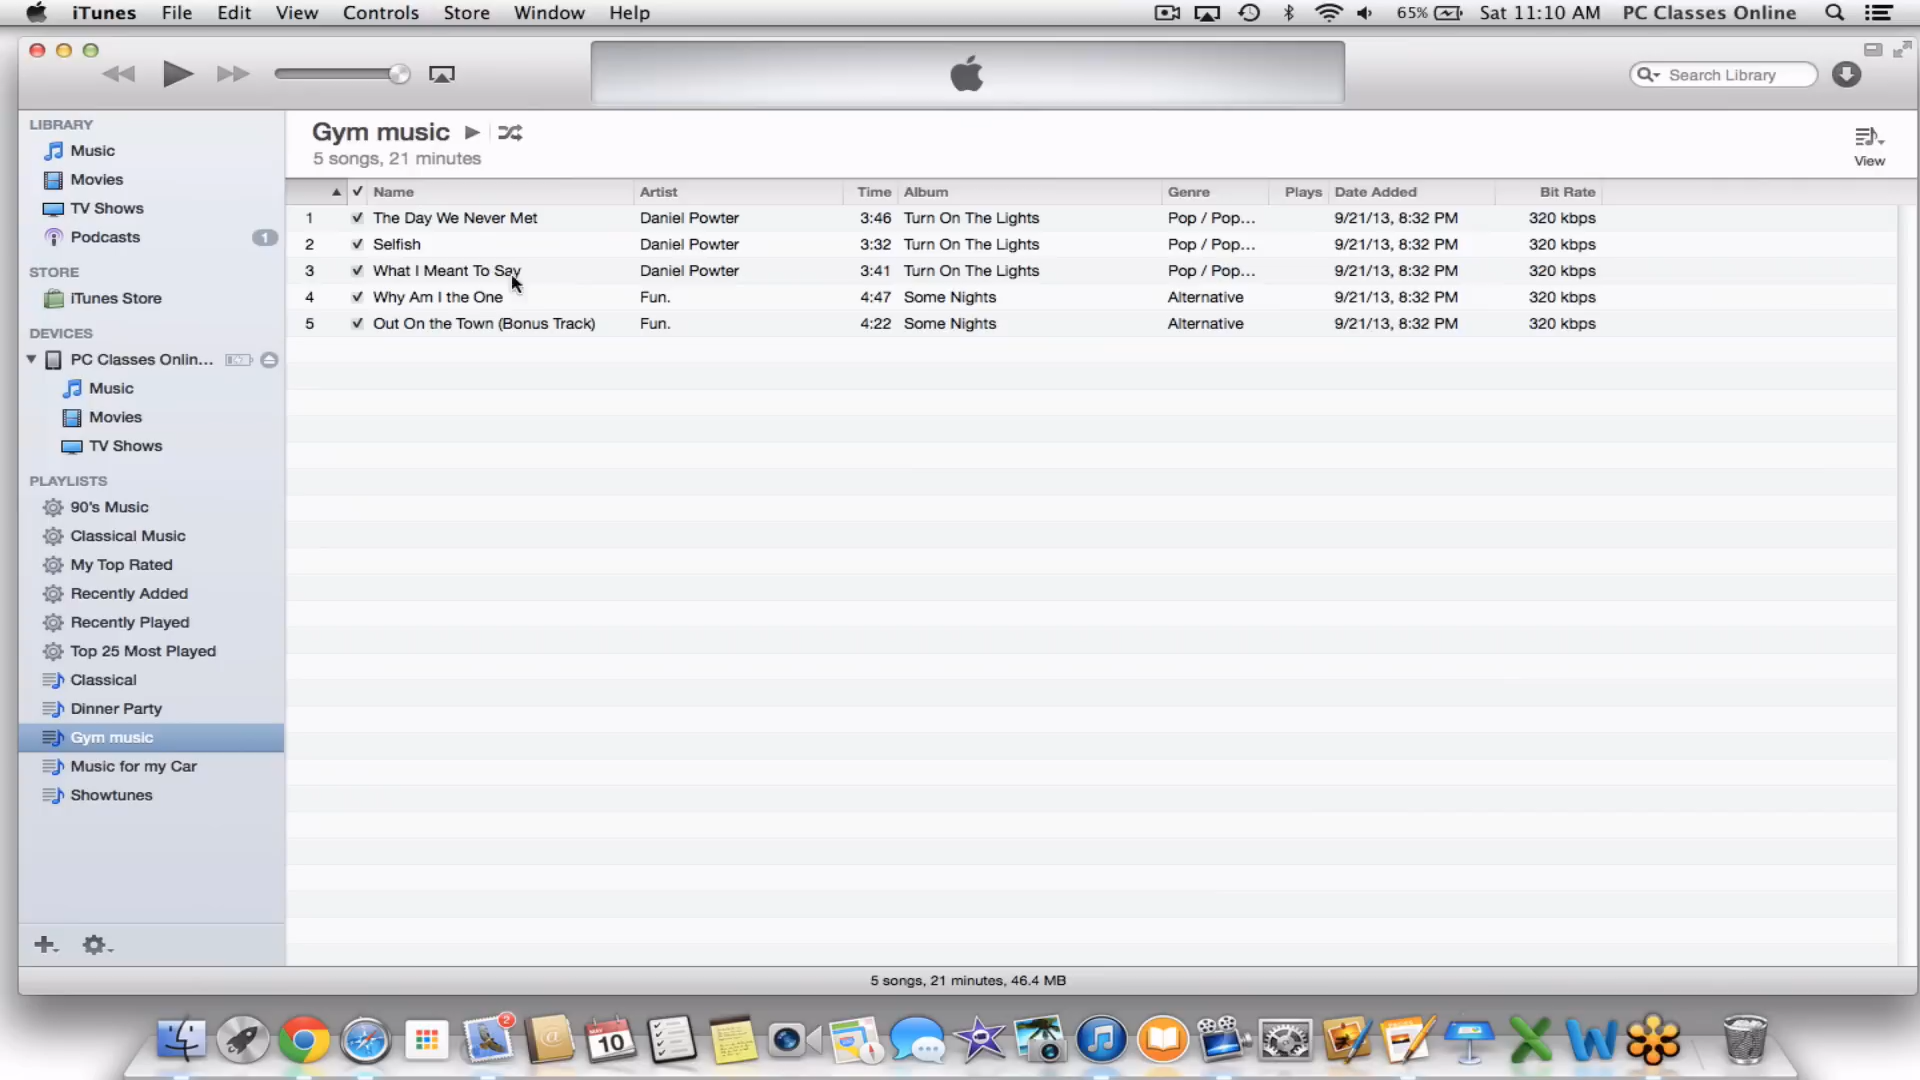 iTunes File Edit View Controls Store Window Help 65% Sat 11:10 AM PC Classes Online
Search Library
LIBRARY
Music
Movies
TV Shows
Podcasts 1
STORE
iTunes Store
DEVICES
PC Classes Onlin...
Music
Movies
TV Shows
PLAYLISTS
90's Music
Classical Music
My Top Rated
Recently Added
Recently Played
Top 25 Most Played
Classical
Dinner Party
Gym music
Music for my Car
Showtunes
Gym music
5 songs, 21 minutes
View
Name Artist Time Album Genre Plays Date Added Bit Rate
1 The Day We Never Met Daniel Powter 3:46 Turn On The Lights Pop / Pop... 9/21/13, 8:32 PM 320 kbps
2 Selfish Daniel Powter 3:32 Turn On The Lights Pop / Pop... 9/21/13, 8:32 PM 320 kbps
3 What I Meant To Say Daniel Powter 3:41 Turn On The Lights Pop / Pop... 9/21/13, 8:32 PM 320 kbps
4 Why Am I the One Fun. 4:47 Some Nights Alternative 9/21/13, 8:32 PM 320 kbps
5 Out On the Town (Bonus Track) Fun. 4:22 Some Nights Alternative 9/21/13, 8:32 PM 320 kbps
5 songs, 21 minutes, 46.4 MB
2
10